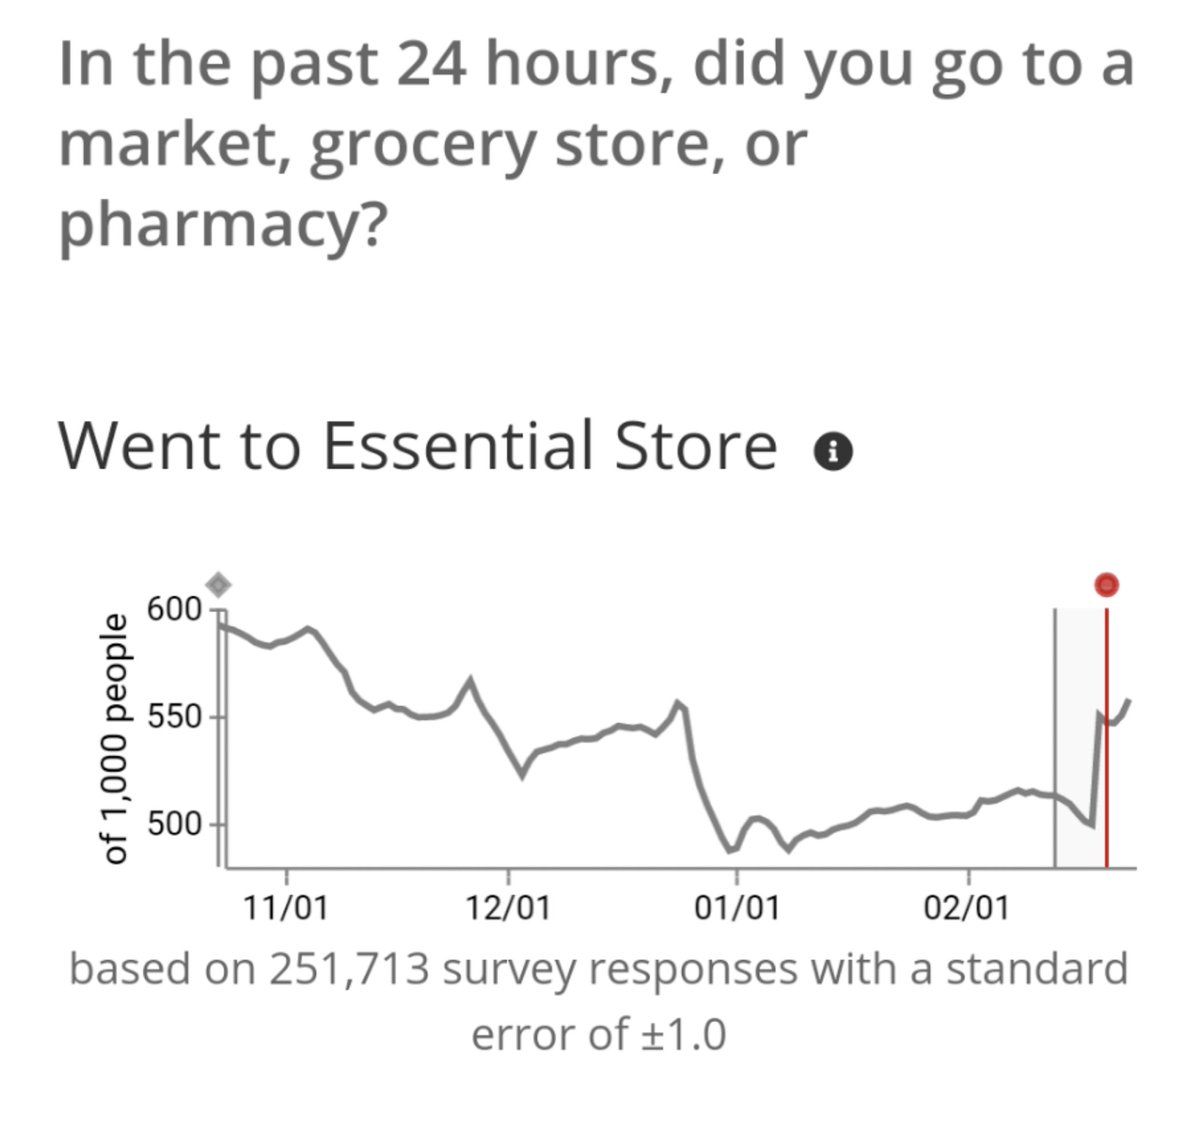 In the past 24 hours, did you go to a
market, grocery store, or
pharmacy?
Went to Essential Store
of 1,000 people
600
550
500
11/01
12/01
01/01
02/01
based on 251,713 survey responses with a standard
error of ±1.0